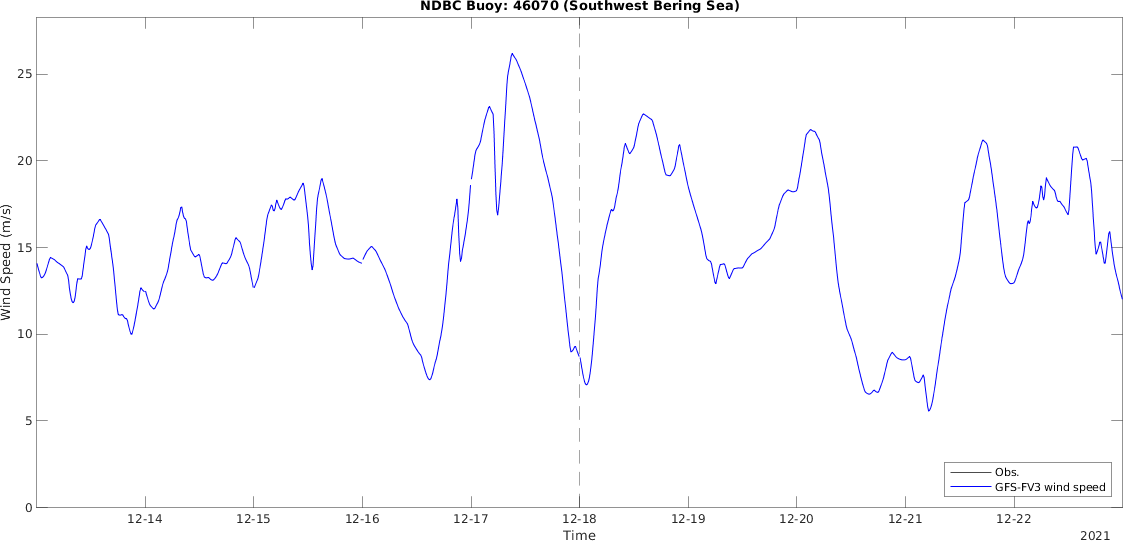 NDBC Buoy: 46070 (Southwest Bering Sea)
Wind Speed (m/s)
25
20
15
10
5
0
Obs.
GFS-FV3 wind speed
12-14 12-15 12-16 12-17 12-18 12-19 12-20 12-21 12-22
Time
2021